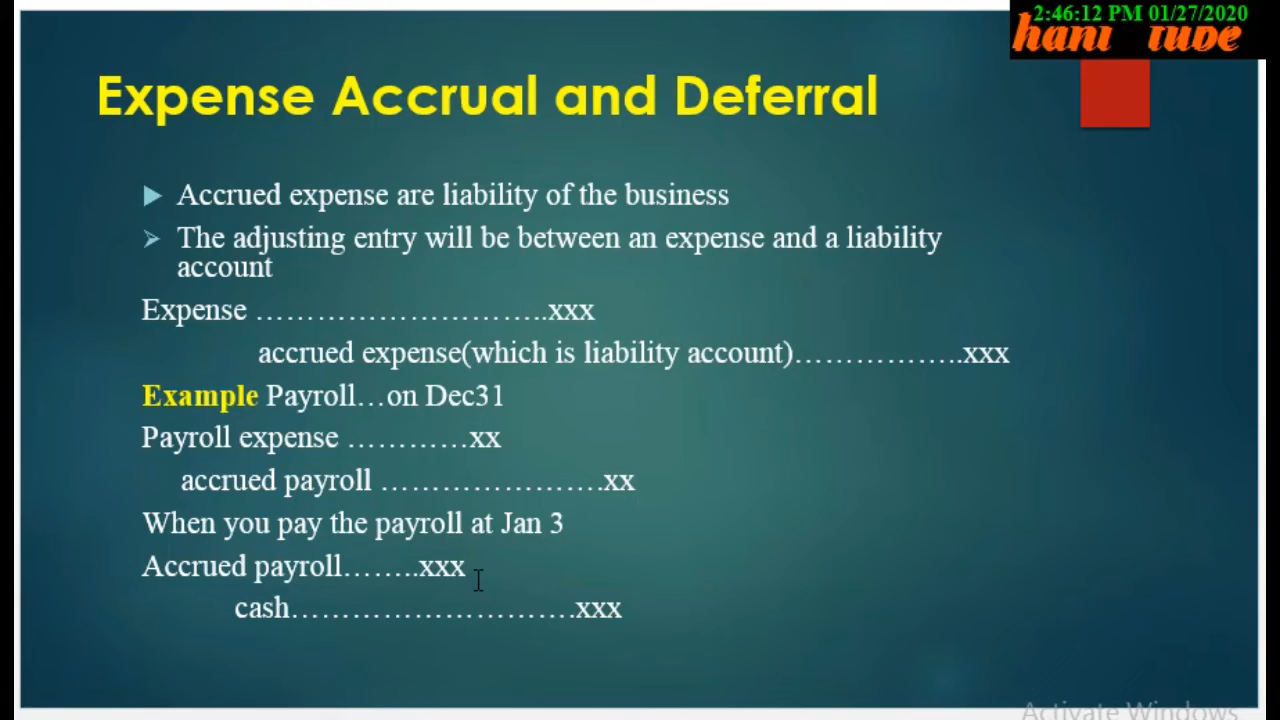 2:46:12 PM 01/27/2020
hani tube
Expense Accrual and Deferral
Accrued expense are liability of the business
The adjusting entry will be between an expense and a liability
account
Expense ………………………..xxx
accrued expense(which is liability account)……………..xxx
Example Payroll…on Dec31
Payroll expense …………xx
accrued payroll ………………….xx
When you pay the payroll at Jan 3
Accrued payroll……..xxx
cash……………………….xxx
Activate Windows